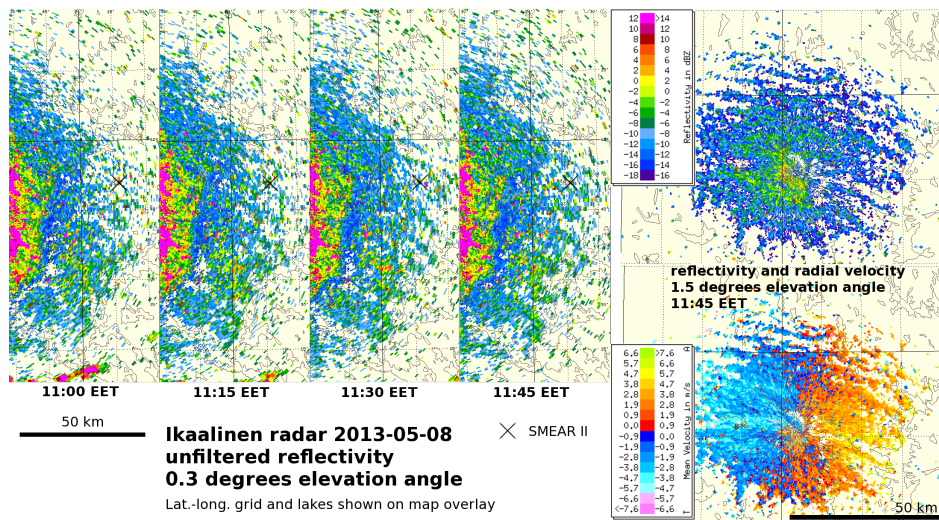 12 >14
10 12
8 10
6 8
4 6
2 4
0 2
-2 0
-4 -2
-6 -4
-8 -6
-10 -8
-12 -10
-14 -12
-16 -14
-18 -16
Reflectivity in dBZ
reflectivity and radial velocity
1.5 degrees elevation angle
11:45 EET
6.6 >7.6
5.7 6.6
4.7 5.7
3.8 4.7
2.8 3.8
1.9 2.8
0.9 1.9
0.0 0.9
-0.9 0.0
-1.9 -0.9
-2.8 -1.9
-3.8 -2.8
-4.7 -3.8
-5.7 -4.7
-6.6 -5.7
<-7.6 -6.6
T Mean Velocity in m/s A
11:00 EET 11:15 EET 11:30 EET 11:45 EET
50 km
Ikaalinen radar 2013-05-08
unfiltered reflectivity
0.3 degrees elevation angle
Lat.-long. grid and lakes shown on map overlay
SMEAR II
50 km